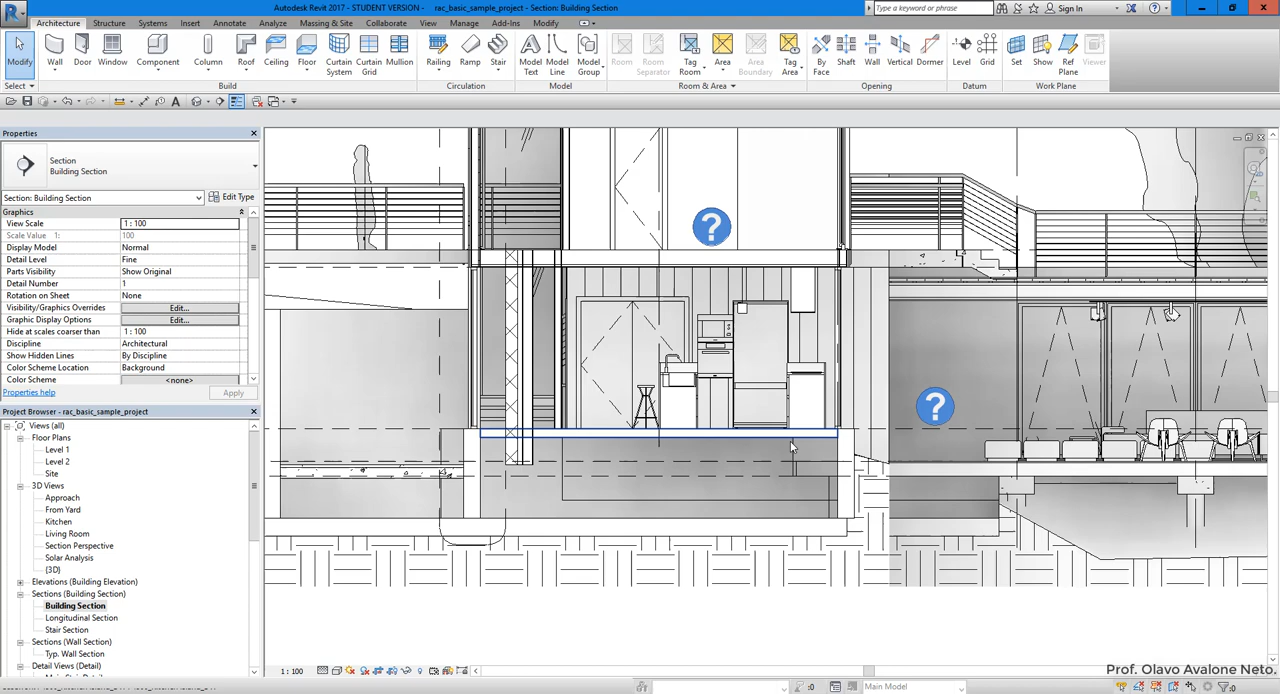 Autodesk Revit 2017 - STUDENT VERSION - rac_basic_sample_project - Section: Building Section
Type a keyword or phrase
Sign In
Architecture Structure Systems Insert Annotate Analyze Massing & Site Collaborate View Manage Add-Ins Modify
Modify Wall Door Window Component Column Roof Ceiling Floor Curtain System Curtain Grid Mullion Railing Ramp Stair Model Text Model Line Model Group Room Room Separator Tag Room Area Area Boundary Tag Area By Face Shaft Wall Vertical Dormer Level Grid Set Show Ref Plane Viewer
Select Build Circulation Model Room & Area Opening Datum Work Plane
Properties
Section
Building Section
Section: Building Section Edit Type
Graphics
View Scale 1 : 100
Scale Value 1: 100
Display Model Normal
Detail Level Fine
Parts Visibility Show Original
Detail Number 1
Rotation on Sheet None
Visibility/Graphics Overrides Edit...
Graphic Display Options Edit...
Hide at scales coarser than 1 : 100
Discipline Architectural
Show Hidden Lines By Discipline
Color Scheme Location Background
Color Scheme <none>
Properties help Apply
Project Browser - rac_basic_sample_project
Views (all)
Floor Plans
Level 1
Level 2
Site
3D Views
Approach
From Yard
Kitchen
Living Room
Section Perspective
Solar Analysis
{3D}
Elevations (Building Elevation)
Sections (Building Section)
Building Section
Longitudinal Section
Stair Section
Sections (Wall Section)
Typ. Wall Section
Detail Views (Detail)
?
?
1 : 100
Prof. Olavo Avalone Neto.
:0 Main Model :0